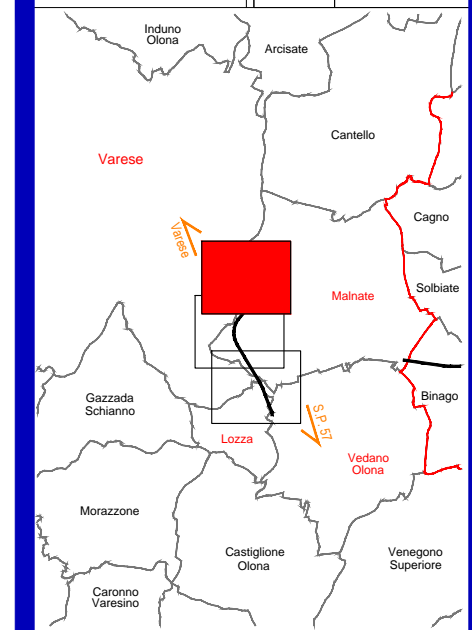 Induno
Olona
Arcisate
Cantello
Varese
Cagno
Varese
Solbiate
Malnate
Binago
Gazzada
Schianno
S.P.57
Lozza
Vedano
Olona
Morazzone
Castiglione
Olona
Venegono
Superiore
Caronno
Varesino